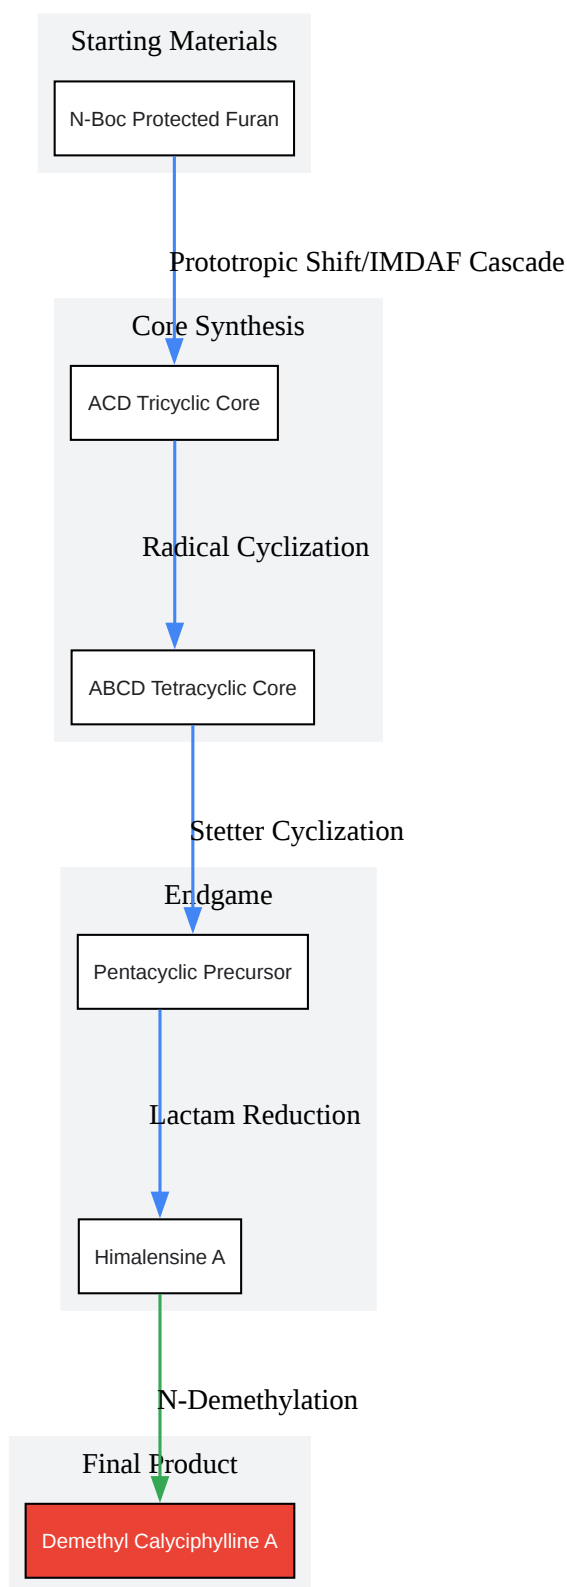 Starting Materials
N-Boc Protected Furan
Prototropic Shift/IMDAF Cascade
Core Synthesis
ACD Tricyclic Core
Radical Cyclization
ABCD Tetracyclic Core
Stetter Cyclization
Endgame
Pentacyclic Precursor
Lactam Reduction
Himalensine A
N-Demethylation
Final Product
Demethyl Calyciphylline A